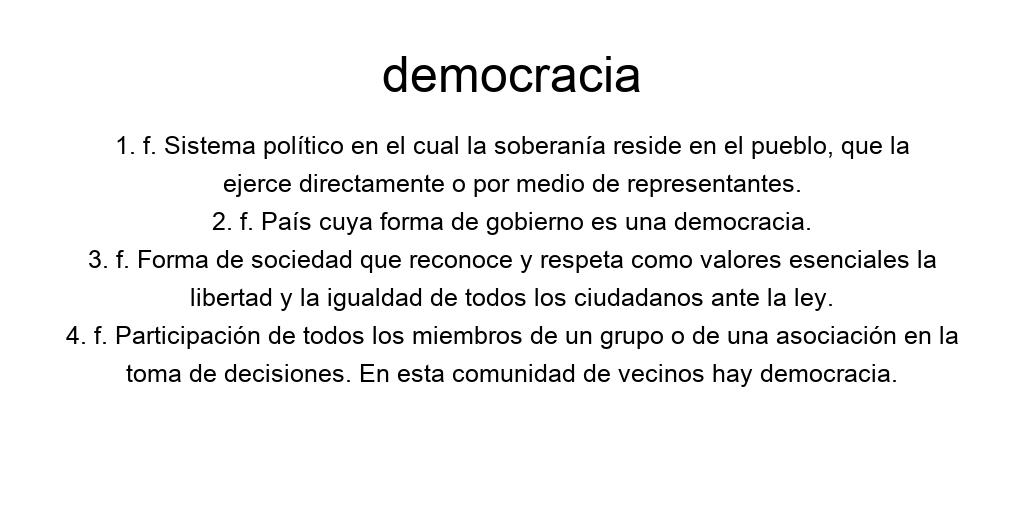 democracia
1. f. Sistema político en el cual la soberanía reside en el pueblo, que la
ejerce directamente o por medio de representantes.
2. f. País cuya forma de gobierno es una democracia.
3. f. Forma de sociedad que reconoce y respeta como valores esenciales la
libertad y la igualdad de todos los ciudadanos ante la ley.
4. f. Participación de todos los miembros de un grupo o de una asociación en la
toma de decisiones. En esta comunidad de vecinos hay democracia.